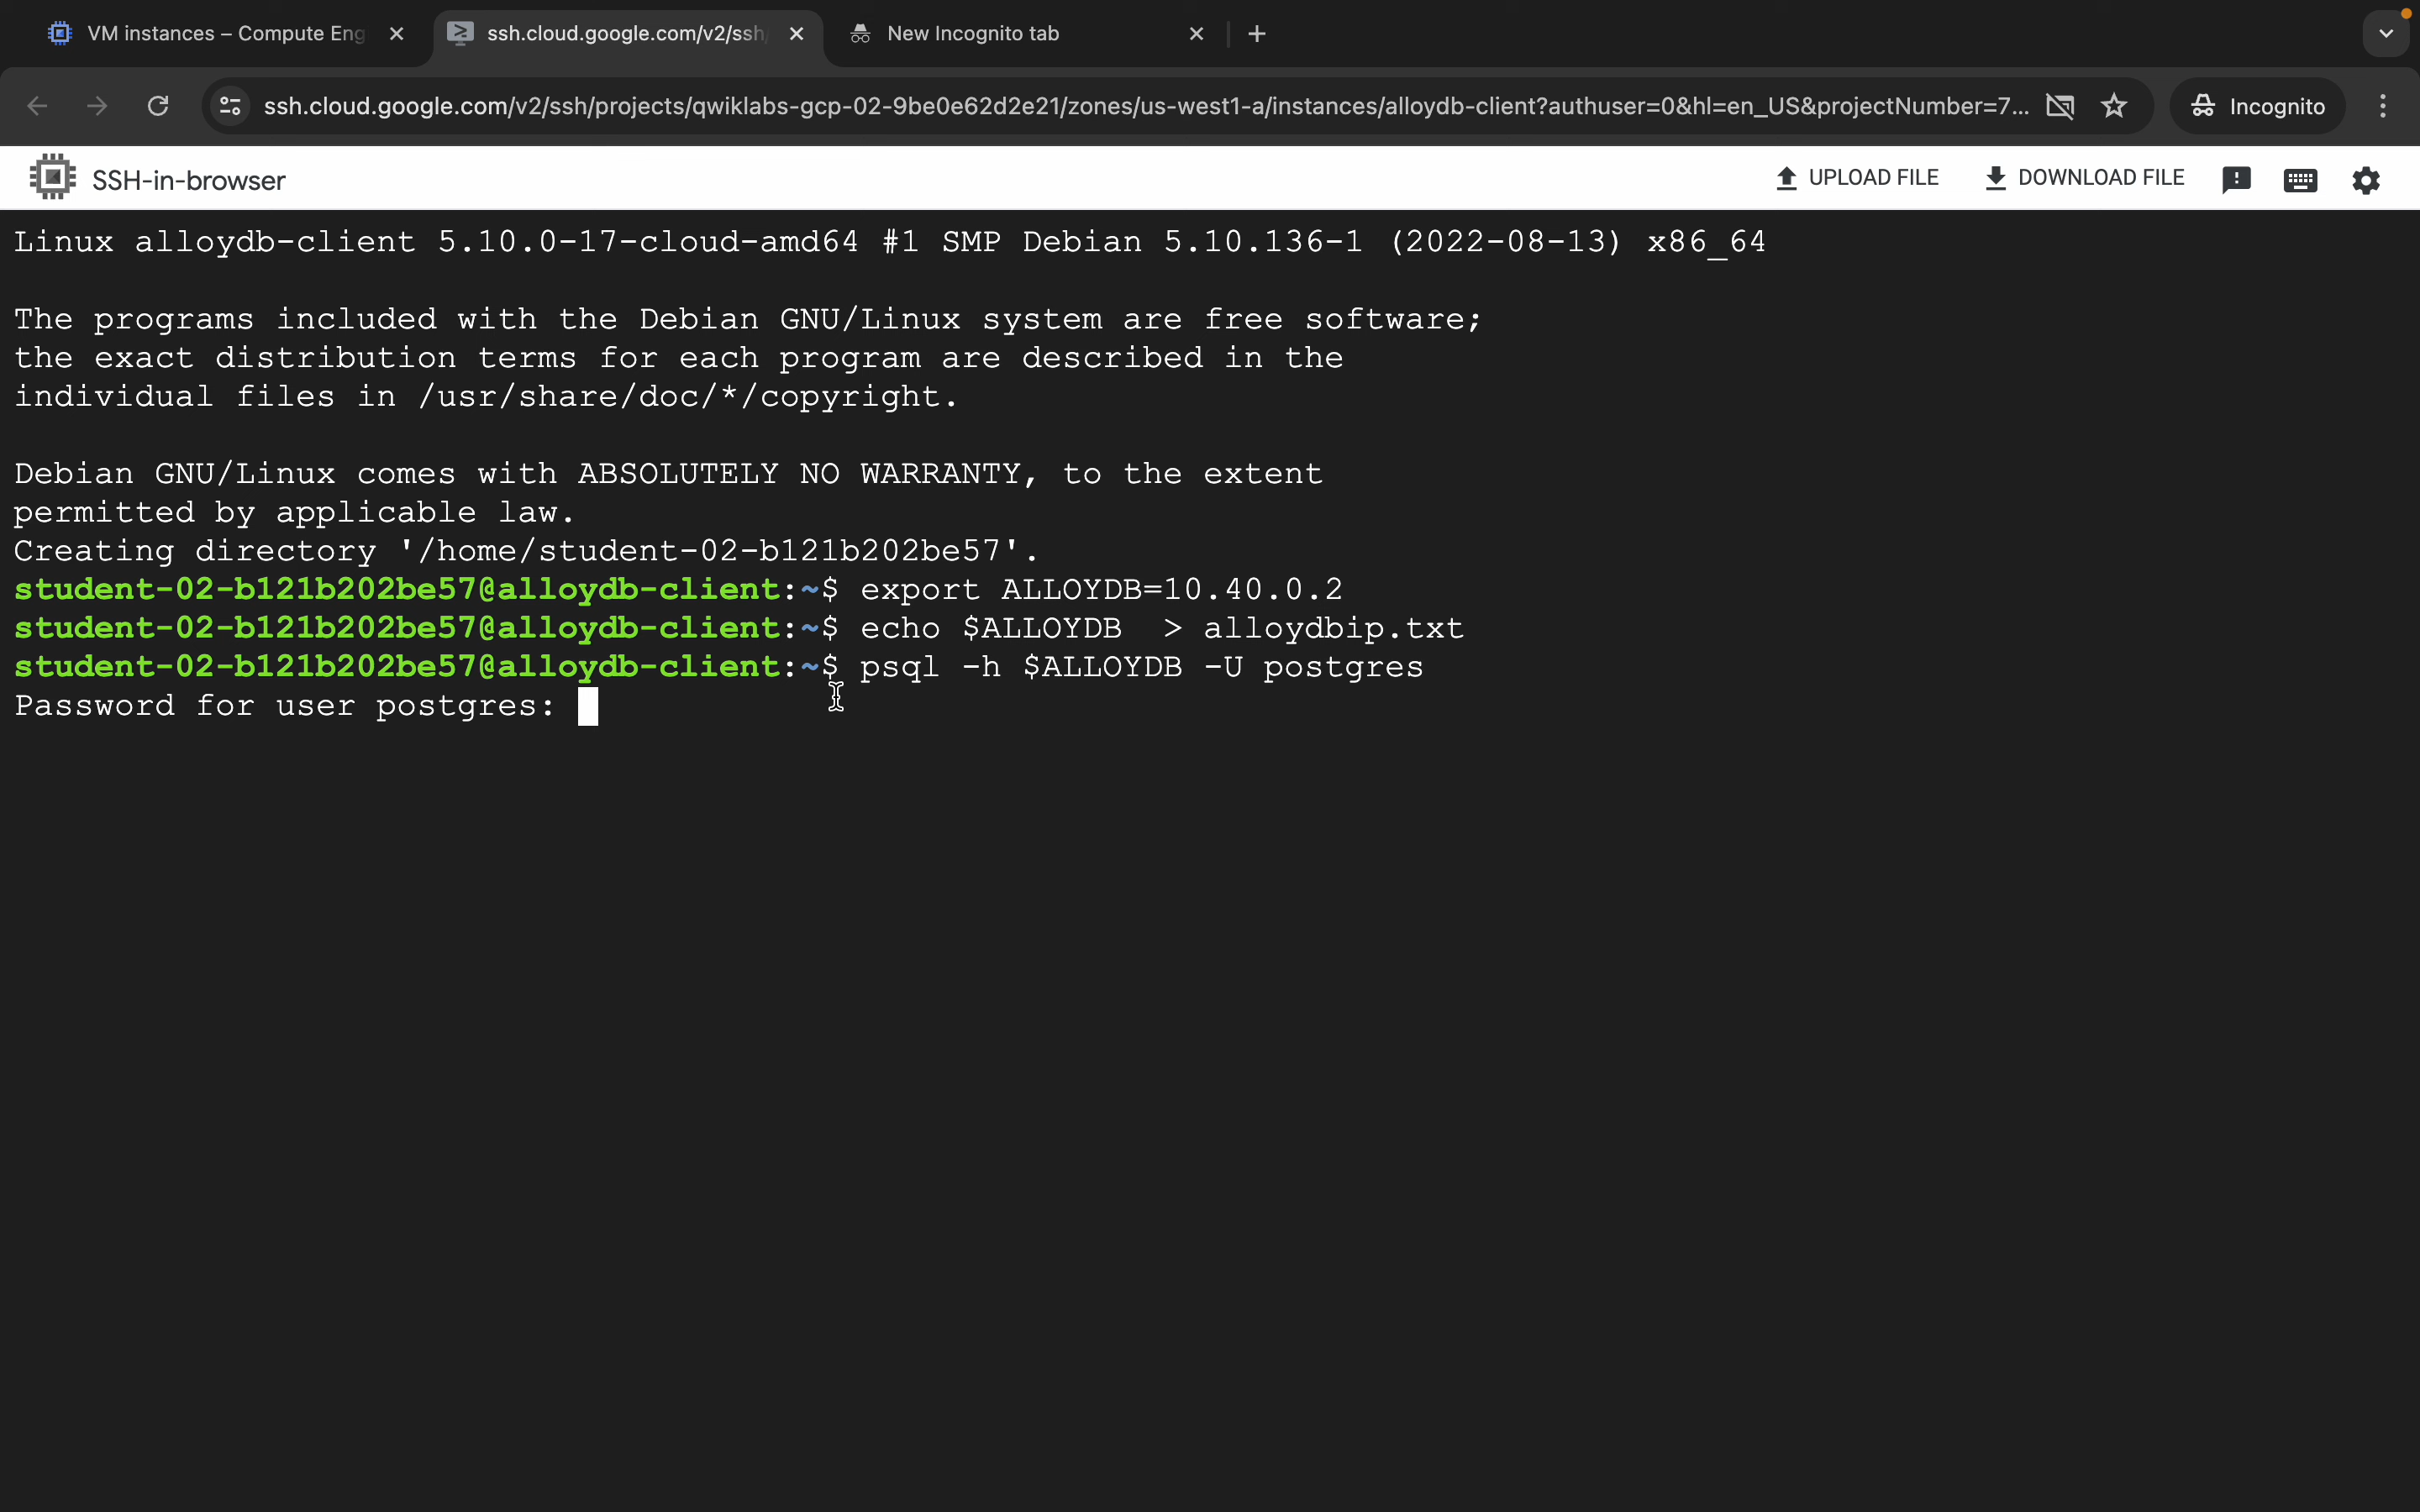 VM instances – Compute Eng
ssh.cloud.google.com/v2/ssh/
New Incognito tab
ssh.cloud.google.com/v2/ssh/projects/qwiklabs-gcp-02-9be0e62d2e21/zones/us-west1-a/instances/alloydb-client?authuser=0&hl=en_US&projectNumber=7...
Incognito
SSH-in-browser
UPLOAD FILE
DOWNLOAD FILE
Linux alloydb-client 5.10.0-17-cloud-amd64 #1 SMP Debian 5.10.136-1 (2022-08-13) x86_64
The programs included with the Debian GNU/Linux system are free software;
the exact distribution terms for each program are described in the
individual files in /usr/share/doc/*/copyright.
Debian GNU/Linux comes with ABSOLUTELY NO WARRANTY, to the extent
permitted by applicable law.
Creating directory '/home/student-02-b121b202be57'.
student-02-b121b202be57@alloydb-client:~$ export ALLOYDB=10.40.0.2
student-02-b121b202be57@alloydb-client:~$ echo $ALLOYDB  > alloydbip.txt
student-02-b121b202be57@alloydb-client:~$ psql -h $ALLOYDB -U postgres
Password for user postgres: